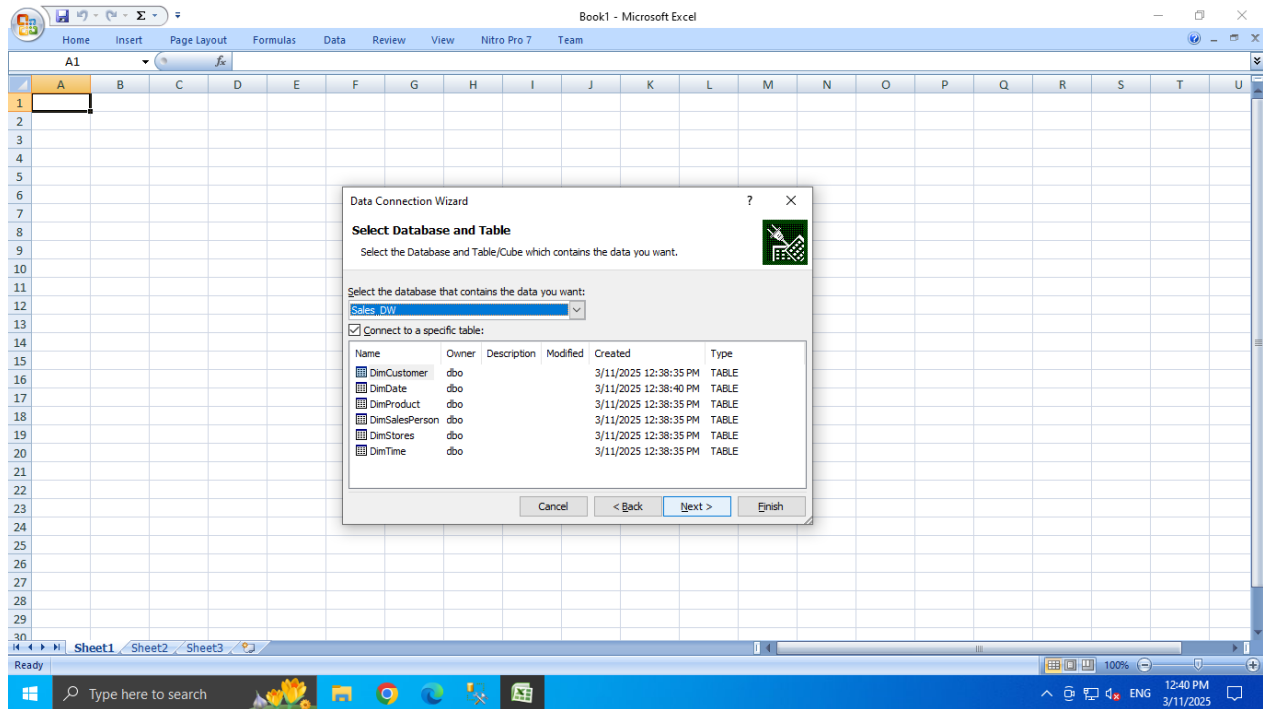 Book1 - Microsoft Excel
Home Insert Page Layout Formulas Data Review View Nitro Pro 7 Team
A1 fx
A B C D E F G H I J K L M N O P Q R S T U
1
2
3
4
5
6
7
8
9
10
11
12
13
14
15
16
17
18
19
20
21
22
23
24
25
26
27
28
29
30
Data Connection Wizard ?
Select Database and Table
Select the Database and Table/Cube which contains the data you want.
Select the database that contains the data you want:
Sales_DW
Connect to a specific table:
Name Owner Description Modified Created Type
DimCustomer dbo 3/11/2025 12:38:35 PM TABLE
DimDate dbo 3/11/2025 12:38:40 PM TABLE
DimProduct dbo 3/11/2025 12:38:35 PM TABLE
DimSalesPerson dbo 3/11/2025 12:38:35 PM TABLE
DimStores dbo 3/11/2025 12:38:35 PM TABLE
DimTime dbo 3/11/2025 12:38:35 PM TABLE
Cancel < Back Next > Finish
Sheet1 Sheet2 Sheet3
Ready 100%
Type here to search ENG 12:40 PM
3/11/2025